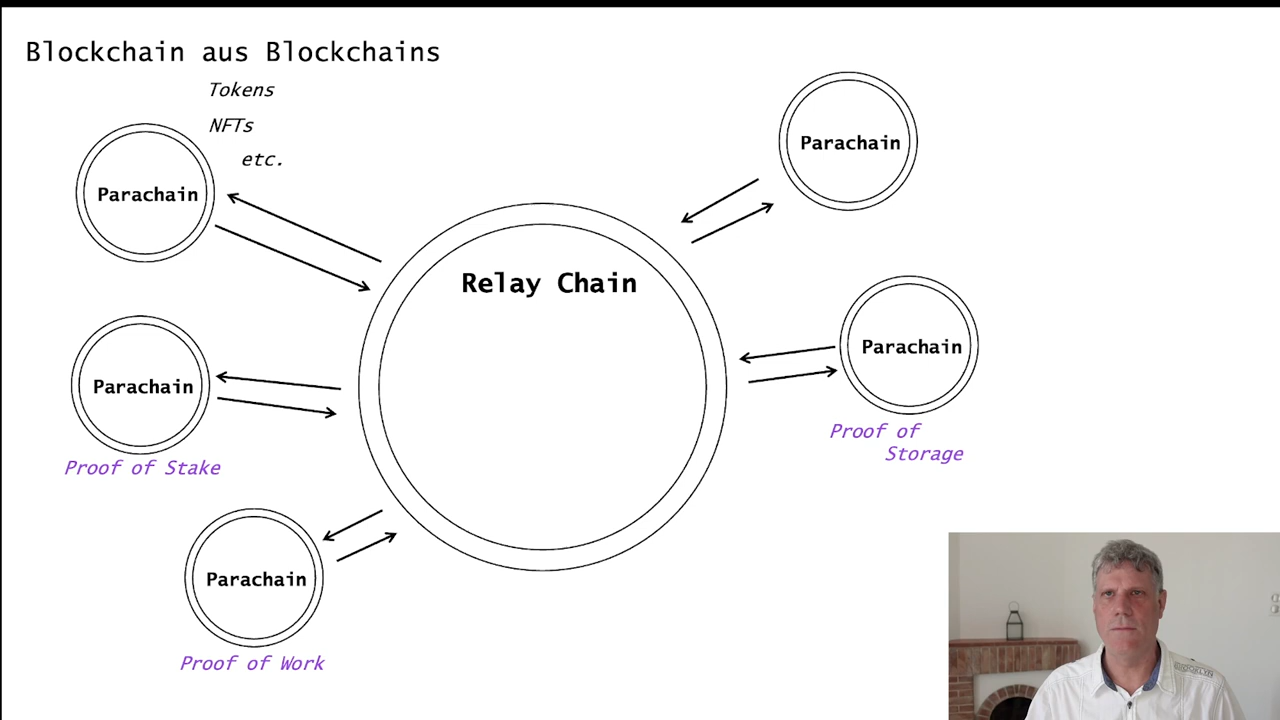 Blockchain aus Blockchains
Tokens
NFTs
etc.
Parachain
Parachain
Relay Chain
Parachain
Parachain
Proof of Stake
Proof of
Storage
Parachain
Proof of Work